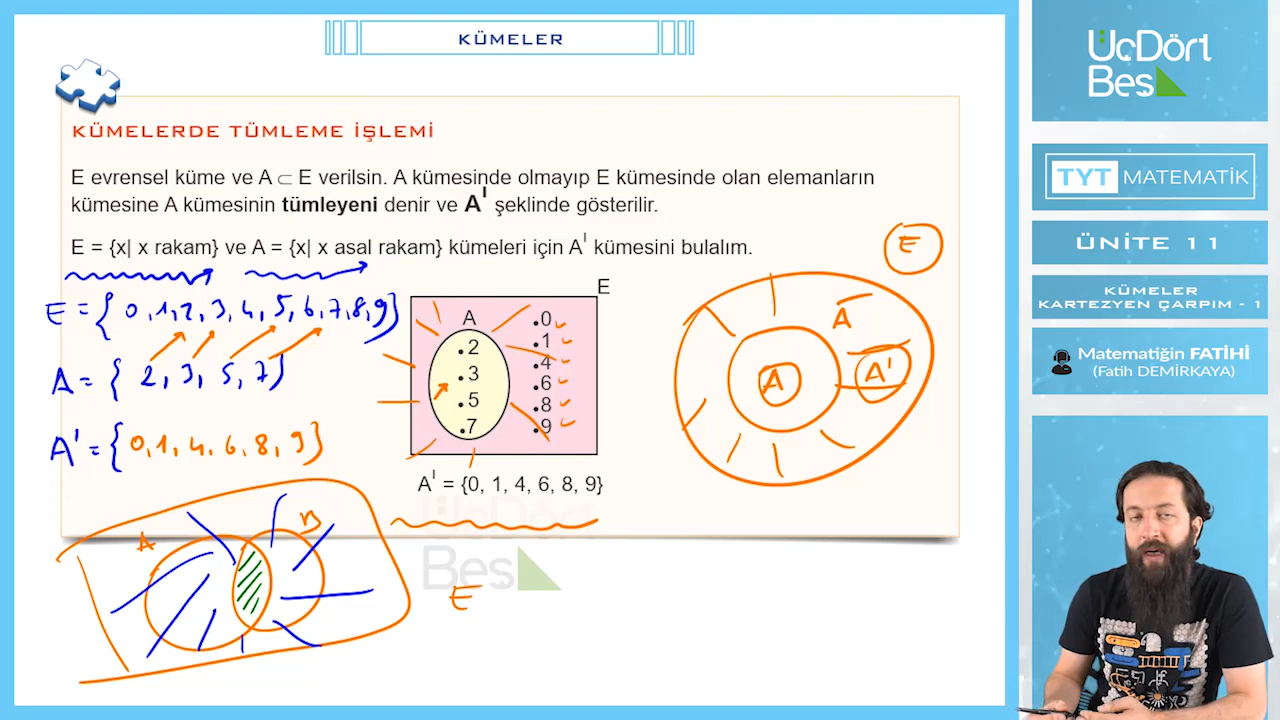 KÜMELER
KÜMELERDE TÜMLEME İŞLEMİ
E evrensel küme ve A ⊂ E verilsin. A kümesinde olmayıp E kümesinde olan elemanların
kümesine A kümesinin tümleyeni denir ve A' şeklinde gösterilir.
E = {x| x rakam} ve A = {x| x asal rakam} kümeleri için A' kümesini bulalım.
E = { 0, 1, 2, 3, 4, 5, 6, 7, 8, 9}
A = { 2, 3, 5, 7}
A' = {0, 1, 4, 6, 8, 9}
E
A
.2
.3
.5
.7
.0
.1
.4
.6
.8
.9
A' = {0, 1, 4, 6, 8, 9}
E
A
A̅
A'
A
B
E
ÜçDört
Beş
ÜçDört
Beş
TYT MATEMATİK
ÜNİTE 11
KÜMELER
KARTEZYEN ÇARPIM - 1
Matematiğin FATİHİ
(Fatih DEMİRKAYA)